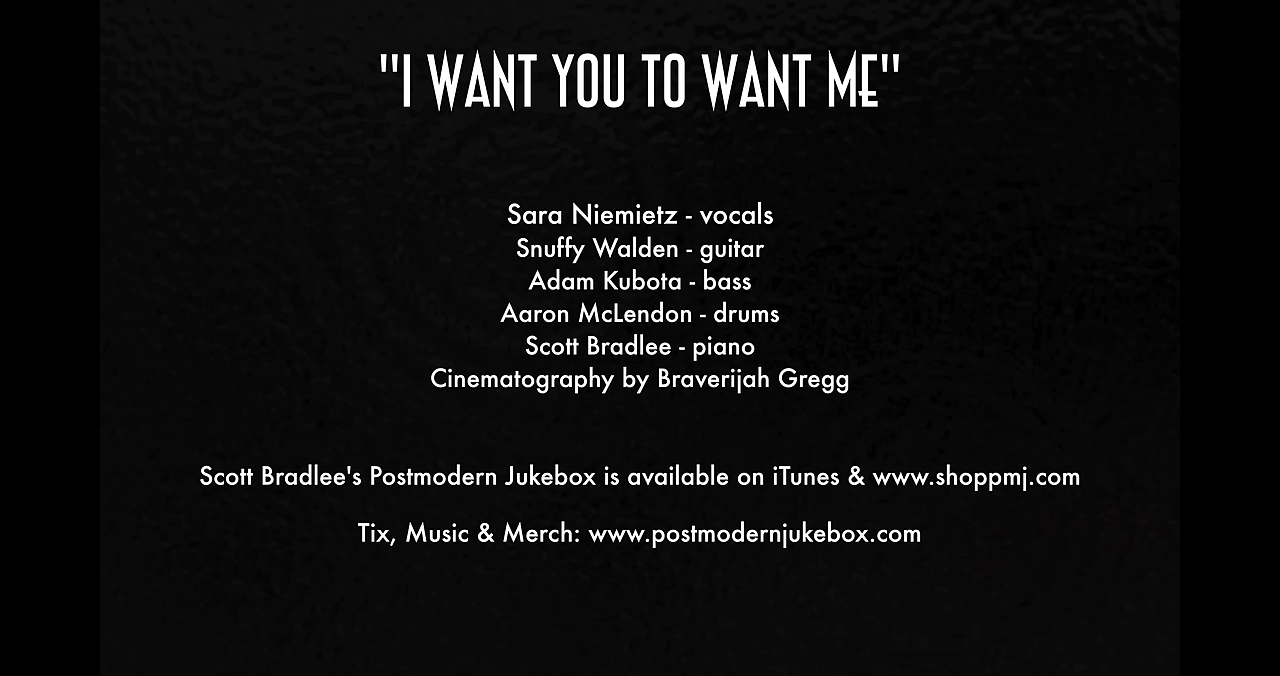 "I WANT YOU TO WANT ME"
Sara Niemietz - vocals
Snuffy Walden - guitar
Adam Kubota - bass
Aaron McLendon - drums
Scott Bradlee - piano
Cinematography by Braverijah Gregg
Scott Bradlee's Postmodern Jukebox is available on iTunes & www.shoppmj.com
Tix, Music & Merch: www.postmodernjukebox.com